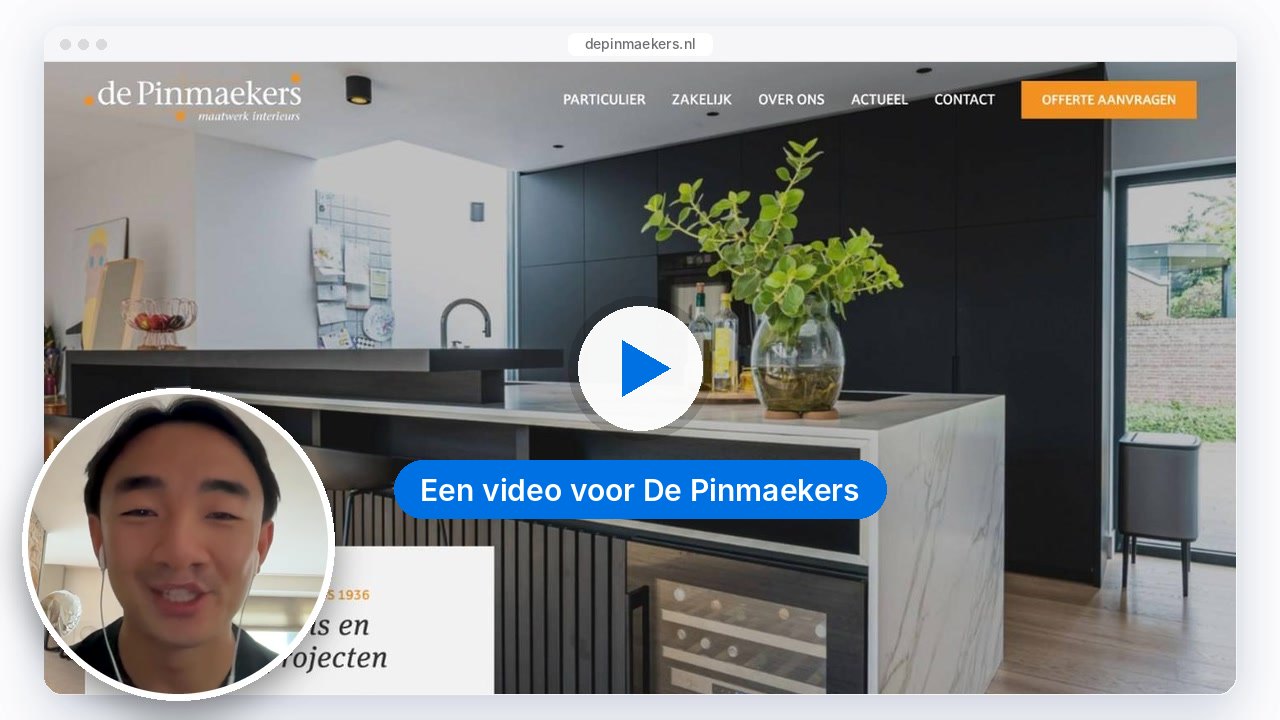 depinmaekers.nl
de Pinmaekers
maatwerk interieurs
PARTICULIER ZAKELIJK OVER ONS ACTUEEL CONTACT OFFERTE AANVRAGEN
Een video voor De Pinmaekers
1936
en